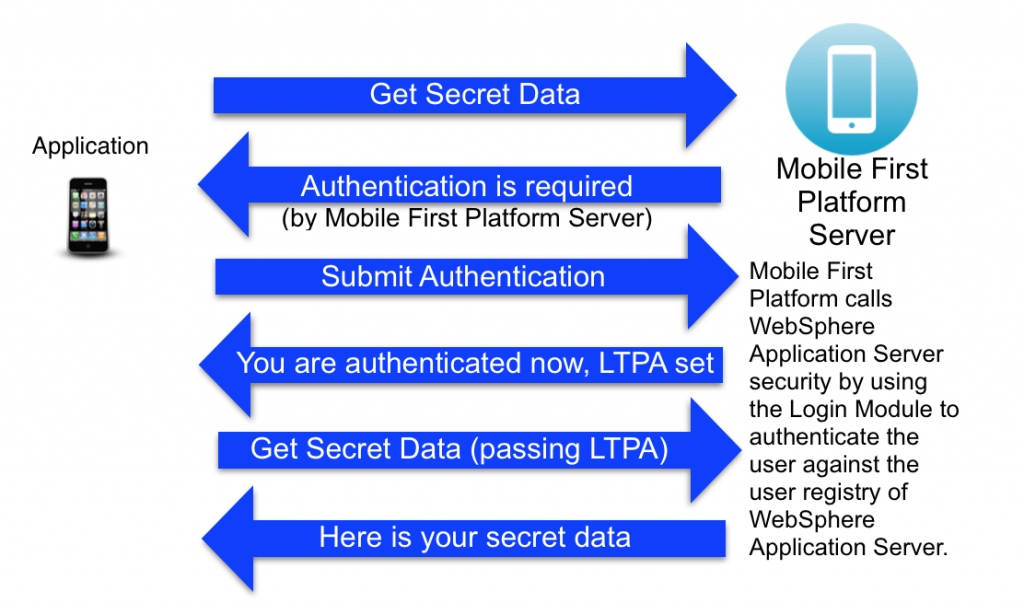 Get Secret Data
Application
Authentication is required
(by Mobile First Platform Server)
Mobile First
Platform
Server
Submit Authentication
You are authenticated now, LTPA set
Get Secret Data (passing LTPA)
Here is your secret data
Mobile First
Platform calls
WebSphere
Application Server
security by using
the Login Module to
authenticate the
user against the
user registry of
WebSphere
Application Server.